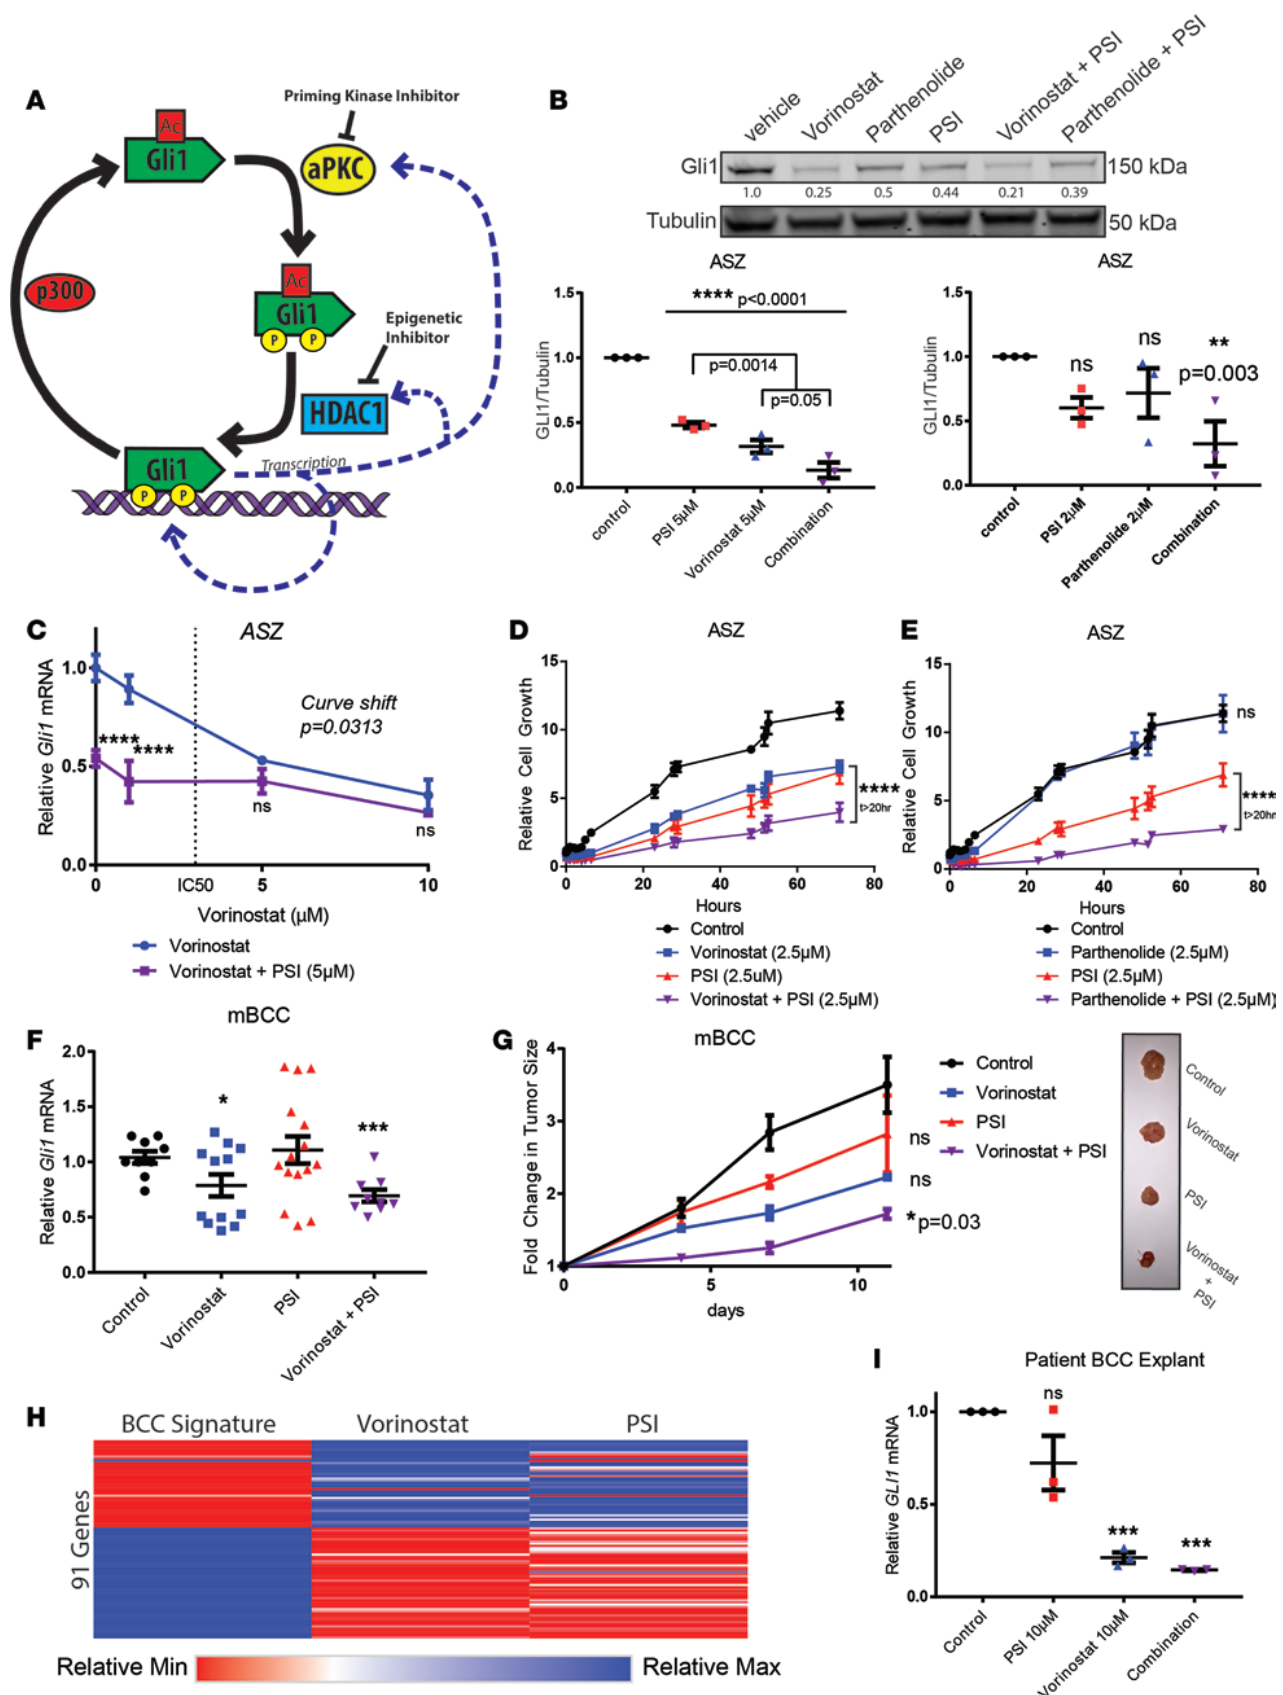 A
Priming Kinase Inhibitor
Ac
Gli1
aPKC
p300
Ac
Gli1
P P
Epigenetic
Inhibitor
HDAC1
Gli1
Transcription
P P
B
vehicle
Vorinostat
Parthenolide
PSI
Vorinostat + PSI
Parthenolide + PSI
Gli1
150 kDa
1.0 0.25 0.5 0.44 0.21 0.39
Tubulin
50 kDa
ASZ
GLI1/Tubulin
1.5
1.0
0.5
0.0
**** p<0.0001
p=0.0014
p=0.05
control
PSI 5µM
Vorinostat 5µM
Combination
ASZ
GLI1/Tubulin
1.5
1.0
0.5
0.0
ns
ns
**
p=0.003
control
PSI 2µM
Parthenolide 2µM
Combination
C
ASZ
Relative Gli1 mRNA
1.0
0.5
0.0
Curve shift
p=0.0313
****
****
ns
ns
0 IC50 5 10
Vorinostat (µM)
Vorinostat
Vorinostat + PSI (5µM)
D
ASZ
Relative Cell Growth
15
10
5
0
****
t>20hr
0 20 40 60 80
Hours
Control
Vorinostat (2.5µM)
PSI (2.5uM)
Vorinostat + PSI (2.5µM)
E
ASZ
Relative Cell Growth
15
10
5
0
ns
****
t>20hr
0 20 40 60 80
Hours
Control
Parthenolide (2.5µM)
PSI (2.5µM)
Parthenolide + PSI (2.5µM)
F
mBCC
Relative Gli1 mRNA
2.0
1.5
1.0
0.5
0.0
*
***
Control
Vorinostat
PSI
Vorinostat + PSI
G
mBCC
Fold Change in Tumor Size
4
3
2
1
0 5 10
days
Control
Vorinostat
PSI
Vorinostat + PSI
ns
ns
* p=0.03
Control
Vorinostat
PSI
Vorinostat
+
PSI
H
BCC Signature
Vorinostat
PSI
91 Genes
Relative Min
Relative Max
I
Patient BCC Explant
Relative GLI1 mRNA
1.0
0.5
0.0
ns
***
***
Control
PSI 10µM
Vorinostat 10µM
Combination